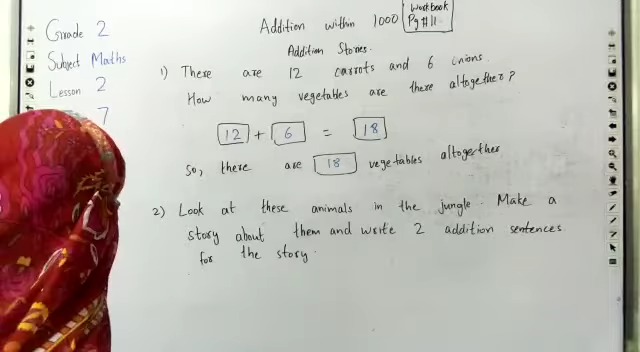 Grade 2
Subject Maths
Lesson 2
7
Addition within 1000
Workbook
Pg # 11
Addition Stories.
1) There are 12 carrots and 6 onions.
How many vegetables are there altogether?
12 + 6 = 18
So, there are 18 vegetables altogether
2) Look at these animals in the jungle. Make a
story about them and write 2 addition sentences
for the story.